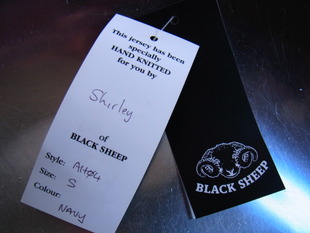 This jersey has been
specially
HAND KNITTED
for you by
Shirley
of
BLACK SHEEP
Style: A1404
Size: S
Colour:
NAVY
BLACK SHEEP